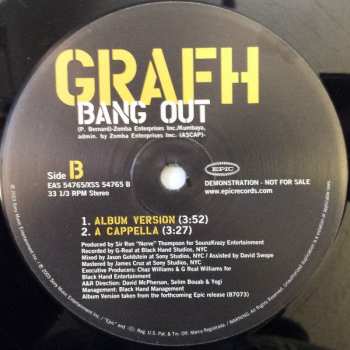 GRAFH
BANG OUT
(P. Bernard)-Zomba Enterprises Inc./Mumbaya,
admin. by Zomba Enterprises Inc. (ASCAP)-
Side B
EAS 54765/XSS 54765 B
33 1/3 RPM Stereo
EPIC
DEMONSTRATION - NOT FOR SALE
epicrecords.com
1. ALBUM VERSION (3:52)
2. A CAPPELLA (3:27)
Produced by Sir Rus "Nerve" Thompson for SoundKrazy Entertainment
Recorded by G-Real at Black Hand Studios, NYC
Mixed by Jason Goldstein at Sony Studios, NYC / Assisted by David Swope
Mastered by James Cruz at Sony Studios, NYC
Executive Producers: Chaz Williams & G Real Williams for
Black Hand Entertainment
A&R Direction: David McPherson, Selim Bouab & Yogi
Management: Black Hand Management
Album Version taken from the forthcoming Epic release (87073)